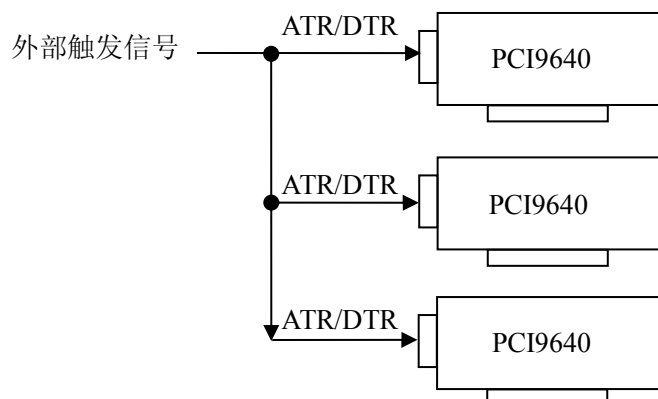 外部触发信号
ATR/DTR
PCI9640
ATR/DTR
PCI9640
ATR/DTR
PCI9640